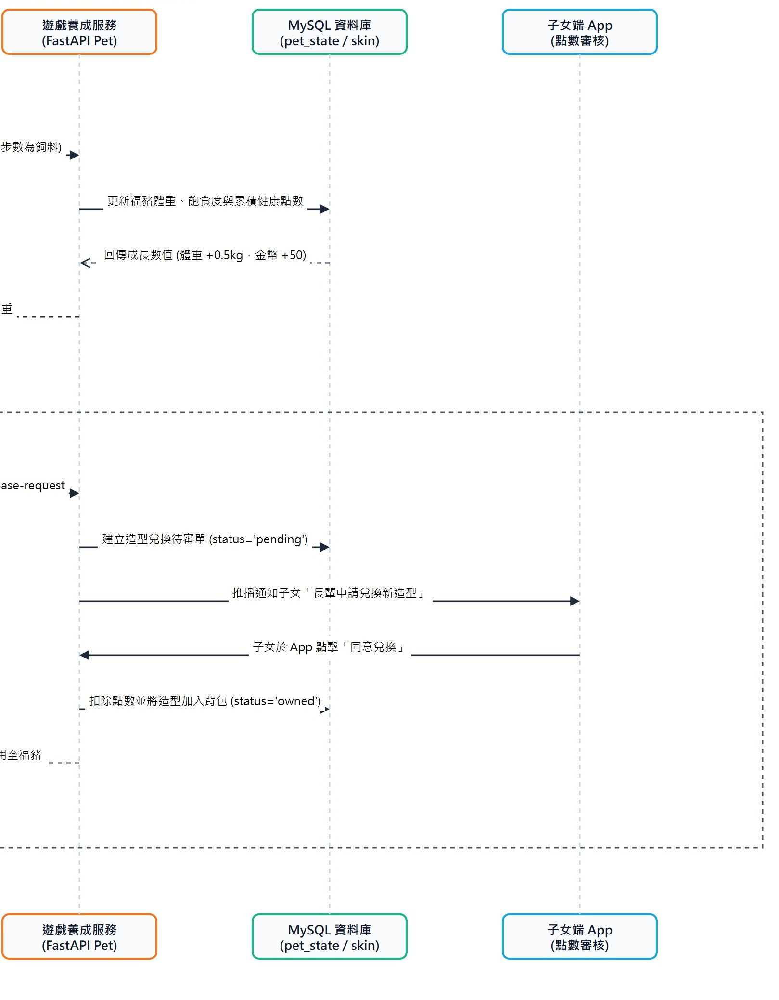 遊戲養成服務
(FastAPI Pet)
MySQL 資料庫
(pet_state / skin)
子女端 App
(點數審核)
步數為飼料)
更新福豬體重、飽食度與累積健康點數
回傳成長數值 (體重 +0.5kg，金幣 +50)
重
ase-request
建立造型兌換待審單 (status='pending')
推播通知子女「長輩申請兌換新造型」
子女於 App 點擊「同意兌換」
扣除點數並將造型加入背包 (status='owned')
用至福豬
遊戲養成服務
(FastAPI Pet)
MySQL 資料庫
(pet_state / skin)
子女端 App
(點數審核)